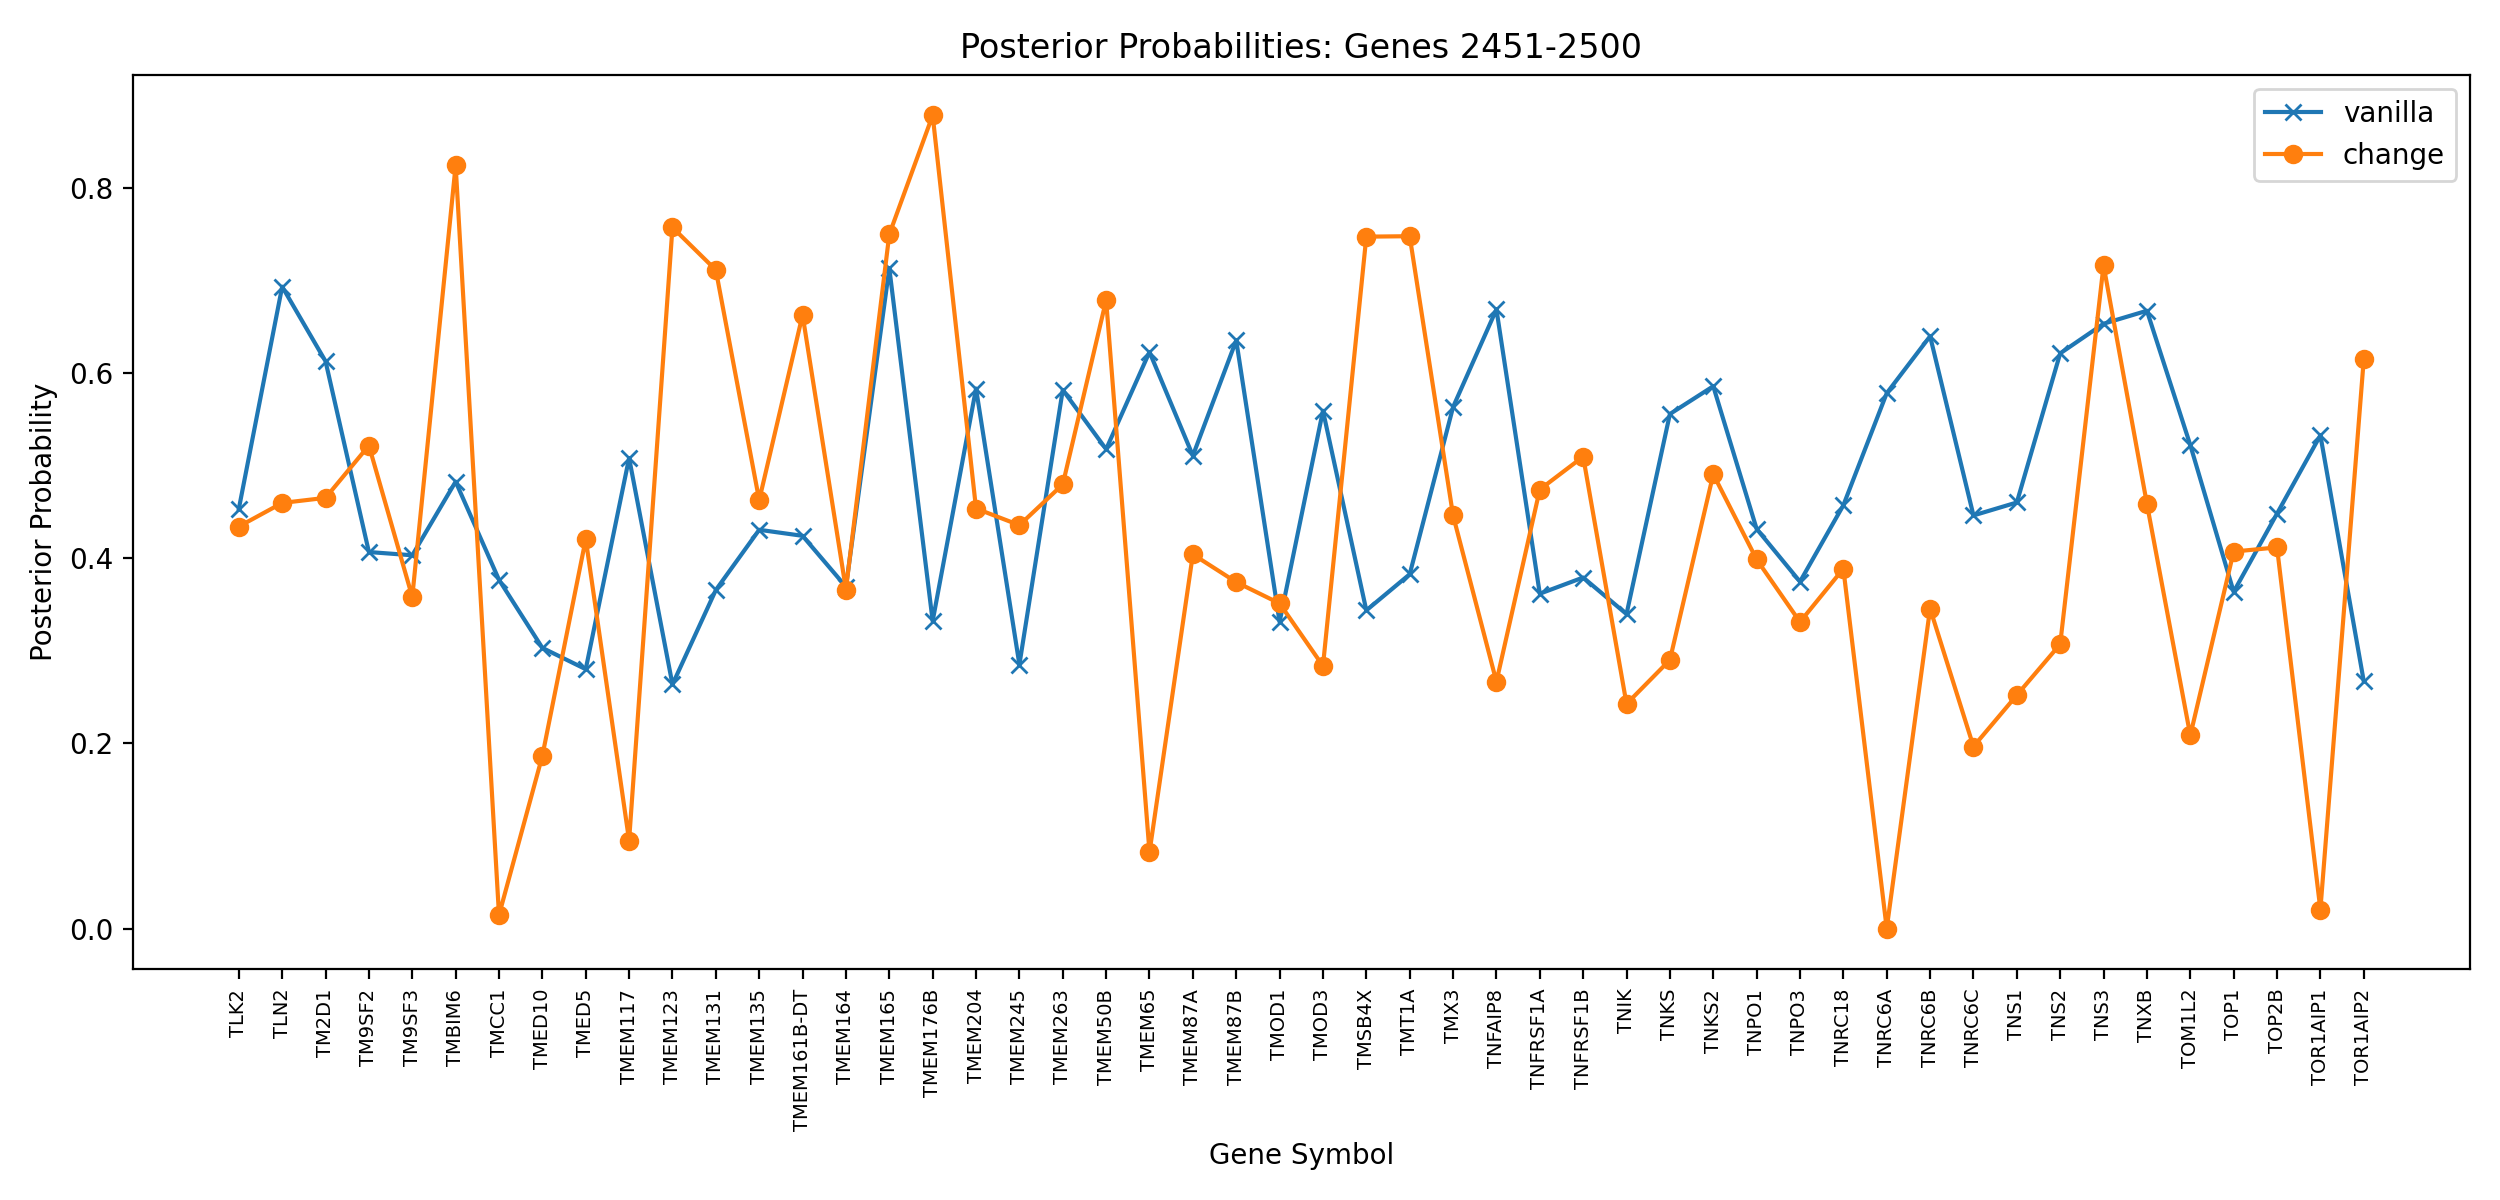 Posterior Probabilities: Genes 2451-2500
vanilla
change
Posterior Probability
0.8
0.6
0.4
0.2
0.0
TLK2
TLN2
TM2D1
TM9SF2
TM9SF3
TMBIM6
TMCC1
TMED10
TMED5
TMEM117
TMEM123
TMEM131
TMEM135
TMEM161B-DT
TMEM164
TMEM165
TMEM176B
TMEM204
TMEM245
TMEM263
TMEM50B
TMEM65
TMEM87A
TMEM87B
TMOD1
TMOD3
TMSB4X
TMT1A
TMX3
TNFAIP8
TNFRSF1A
TNFRSF1B
TNIK
TNKS
TNKS2
TNPO1
TNPO3
TNRC18
TNRC6A
TNRC6B
TNRC6C
TNS1
TNS2
TNS3
TNXB
TOM1L2
TOP1
TOP2B
TOR1AIP1
TOR1AIP2
Gene Symbol